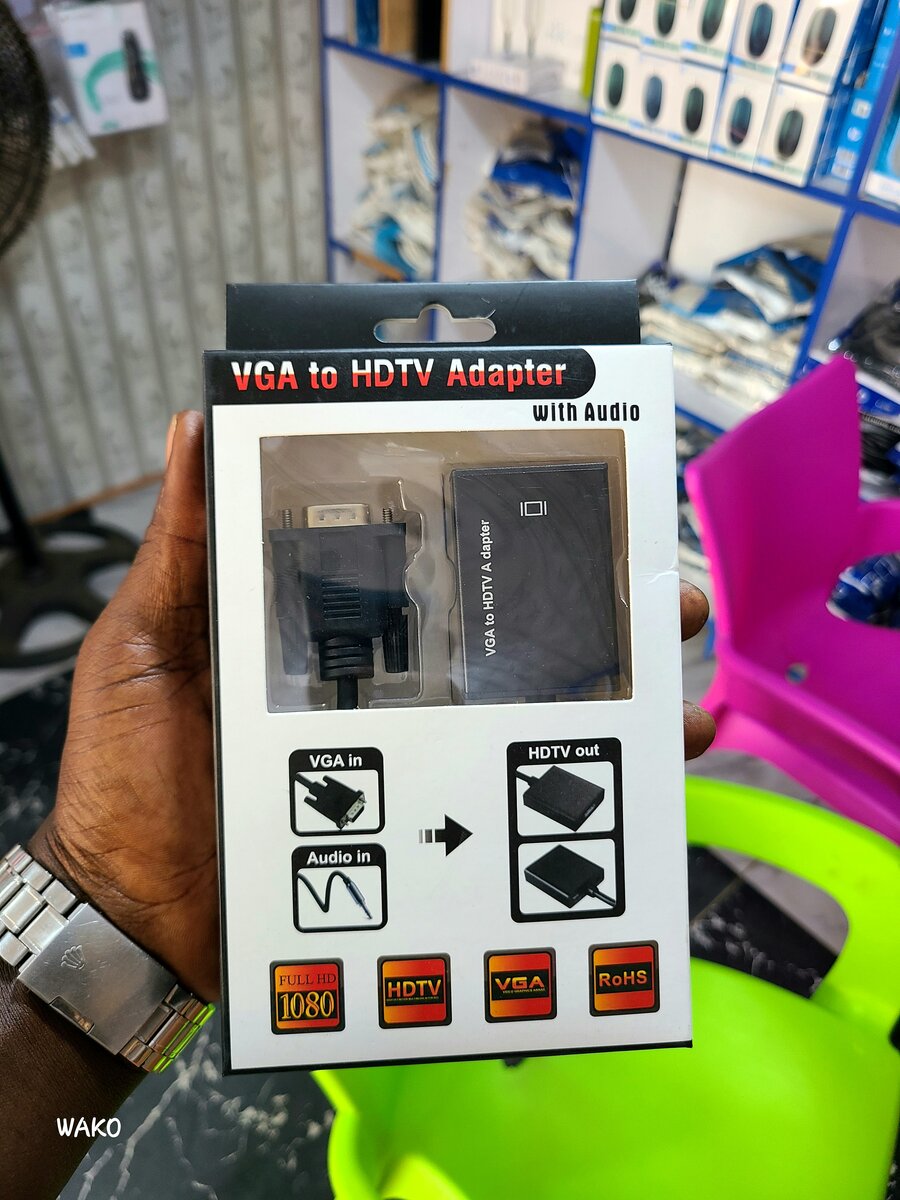 VGA to HDTV Adapter
with Audio
VGA to HDTV A dapter
VGA in
HDTV out
Audio in
FULL HD
1080
HDTV
VGA
RoHS
WAKO